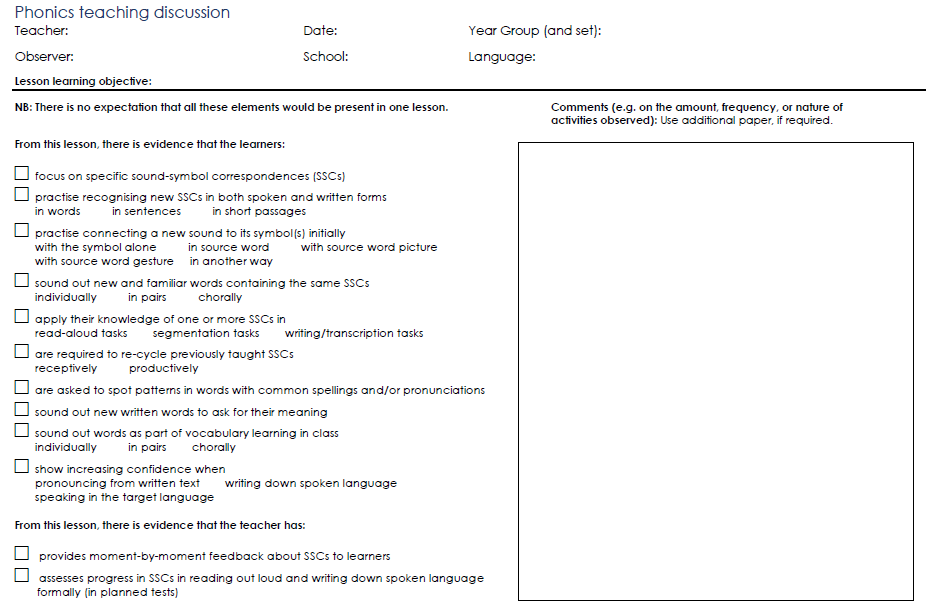 Phonics teaching discussion
Teacher: Date: Year Group (and set):
Observer: School: Language:
Lesson learning objective:
NB: There is no expectation that all these elements would be present in one lesson.
Comments (e.g. on the amount, frequency, or nature of
activities observed): Use additional paper, if required.
From this lesson, there is evidence that the learners:
focus on specific sound-symbol correspondences (SSCs)
practise recognising new SSCs in both spoken and written forms
in words in sentences in short passages
practise connecting a new sound to its symbol(s) initially
with the symbol alone in source word with source word picture
with source word gesture in another way
sound out new and familiar words containing the same SSCs
individually in pairs chorally
apply their knowledge of one or more SSCs in
read-aloud tasks segmentation tasks writing/transcription tasks
are required to re-cycle previously taught SSCs
receptively productively
are asked to spot patterns in words with common spellings and/or pronunciations
sound out new written words to ask for their meaning
sound out words as part of vocabulary learning in class
individually in pairs chorally
show increasing confidence when
pronouncing from written text writing down spoken language
speaking in the target language
From this lesson, there is evidence that the teacher has:
provides moment-by-moment feedback about SSCs to learners
assesses progress in SSCs in reading out loud and writing down spoken language
formally (in planned tests)